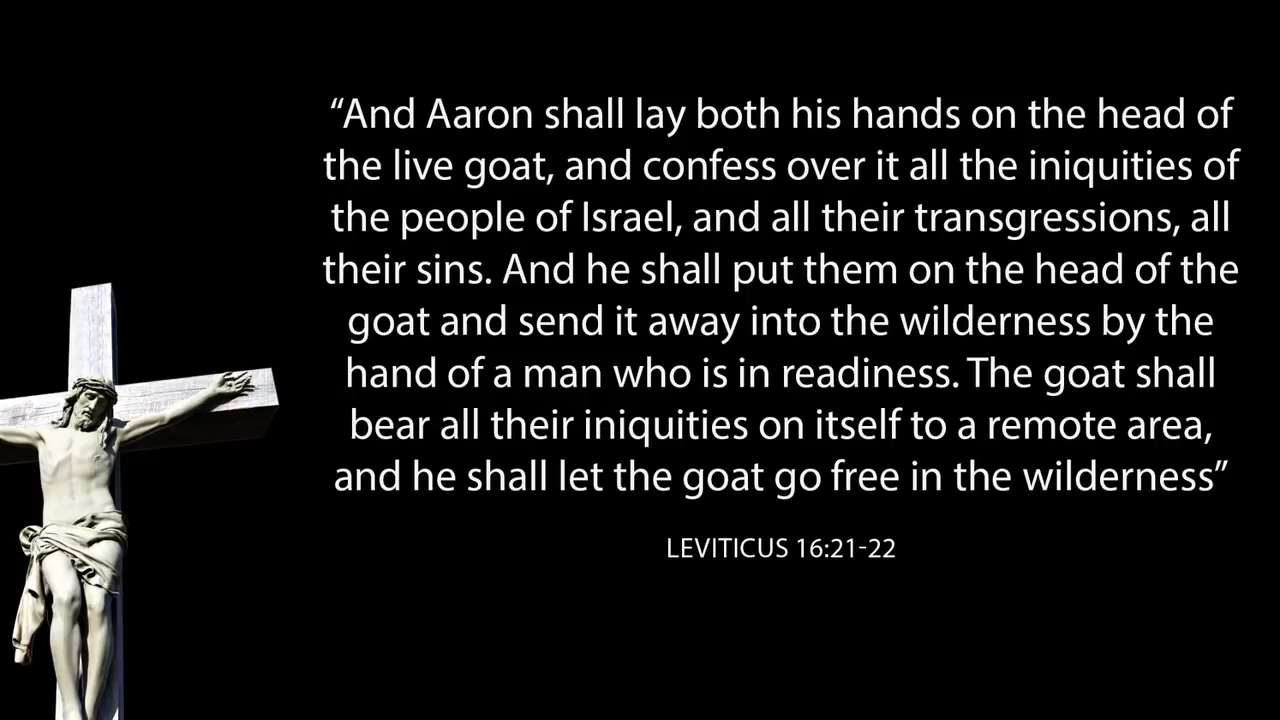 “And Aaron shall lay both his hands on the head of
the live goat, and confess over it all the iniquities of
the people of Israel, and all their transgressions, all
their sins. And he shall put them on the head of the
goat and send it away into the wilderness by the
hand of a man who is in readiness. The goat shall
bear all their iniquities on itself to a remote area,
and he shall let the goat go free in the wilderness”
LEVITICUS 16:21-22